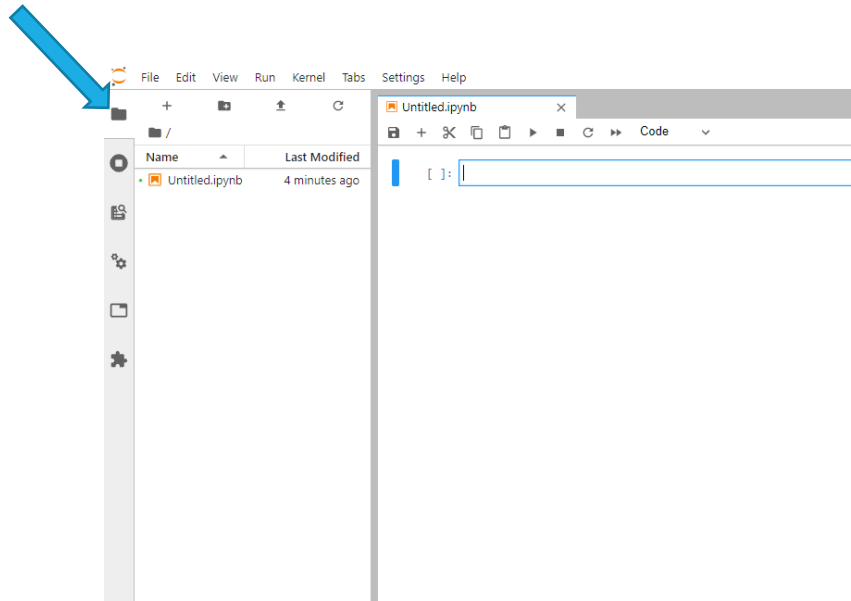 File Edit View Run Kernel Tabs Settings Help
Untitled.ipynb
/
Code
Name Last Modified
Untitled.ipynb 4 minutes ago
[ ]: